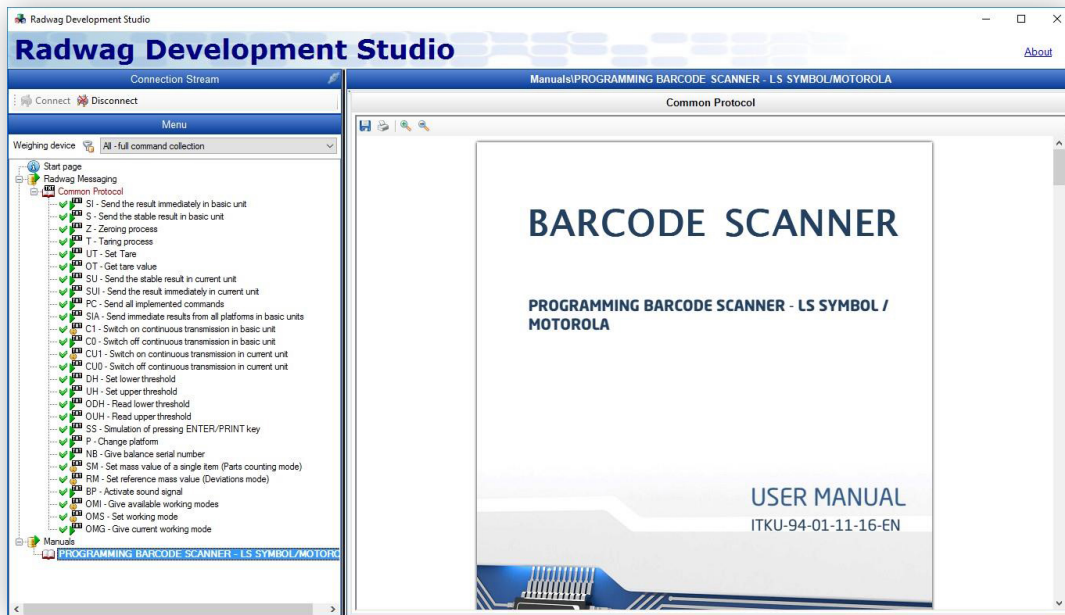 Radwag Development Studio
Radwag Development Studio
About
Connection Stream
Connect Disconnect
Menu
Weighing device All - full command collection
Start page
Radwag Messaging
Common Protocol
SI - Send the result immediately in basic unit
S - Send the stable result in basic unit
Z - Zeroing process
T - Taring process
UT - Set Tare
OT - Get tare value
SU - Send the stable result in current unit
SUI - Send the result immediately in current unit
PC - Send all implemented commands
SIA - Send immediate results from all platforms in basic units
C1 - Switch on continuous transmission in basic unit
C0 - Switch off continuous transmission in basic unit
CU1 - Switch on continuous transmission in current unit
CU0 - Switch off continuous transmission in current unit
DH - Set lower threshold
UH - Set upper threshold
ODH - Read lower threshold
OUH - Read upper threshold
SS - Simulation of pressing ENTER/PRINT key
P - Change platform
NB - Give balance serial number
SM - Set mass value of a single item (Parts counting mode)
RM - Set reference mass value (Deviations mode)
BP - Activate sound signal
OMI - Give available working modes
OMS - Set working mode
OMG - Give current working mode
Manuals
PROGRAMMING BARCODE SCANNER - LS SYMBOL/MOTORO
Manuals\PROGRAMMING BARCODE SCANNER - LS SYMBOL/MOTOROLA
Common Protocol
BARCODE SCANNER
PROGRAMMING BARCODE SCANNER - LS SYMBOL /
MOTOROLA
USER MANUAL
ITKU-94-01-11-16-EN